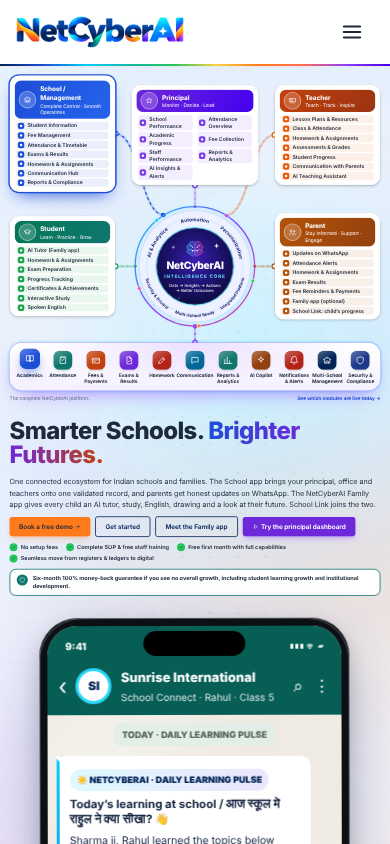 NetCyberAI
School /
Management
Complete Control · Smooth
Operations
Student Information
Fee Management
Attendance & Timetable
Exams & Results
Homework & Assignments
Communication Hub
Reports & Compliance
Principal
Monitor · Decide · Lead
School
Performance
Attendance
Overview
Academic
Progress
Fee Collection
Staff
Performance
Reports &
Analytics
AI Insights &
Alerts
Teacher
Teach · Track · Inspire
Lesson Plans & Resources
Class & Attendance
Homework & Assignments
Assessments & Grades
Student Progress
Communication with Parents
AI Teaching Assistant
Student
Learn · Practice · Grow
AI Tutor (Family app)
Homework & Assignments
Exam Preparation
Progress Tracking
Certificates & Achievements
Interactive Study
Spoken English
AI & Analytics
Automation
Personalization
Security & Control
Multi-School Ready
Integrated Modules
NetCyberAI
INTELLIGENCE CORE
Data → Insights → Actions
→ Better Outcomes
Parent
Stay Informed · Support ·
Engage
Updates on WhatsApp
Attendance Alerts
Homework & Assignments
Exam Results
Fee Reminders & Payments
Family app (optional)
School Link: child's progress
Academics
Attendance
Fees &
Payments
Exams &
Results
Homework
Communication
Reports &
Analytics
AI Copilot
Notifications
& Alerts
Multi-School
Management
Security &
Compliance
The complete NetCyberAI platform.
See which modules are live today →
Smarter Schools. Brighter
Futures.
One connected ecosystem for Indian schools and families. The School app brings your principal, office and
teachers onto one validated record, and parents get honest updates on WhatsApp. The NetCyberAI Family
app gives every child an AI tutor, study, English, drawing and a look at their future. School Link joins the two.
Book a free demo →
Get started
Meet the Family app
Try the principal dashboard
No setup fees
Complete SOP & free staff training
Free first month with full capabilities
Seamless move from registers & ledgers to digital
Six-month 100% money-back guarantee if you see no overall growth, including student learning growth and institutional
development.
9:41
SI
Sunrise International
School Connect · Rahul · Class 5
TODAY · DAILY LEARNING PULSE
☀️ NETCYBERAI · DAILY LEARNING PULSE
Today's learning at school / आज स्कूल मे
राहुल ने क्या सीखा? 👋
Sharma ji, Rahul learned the topics below